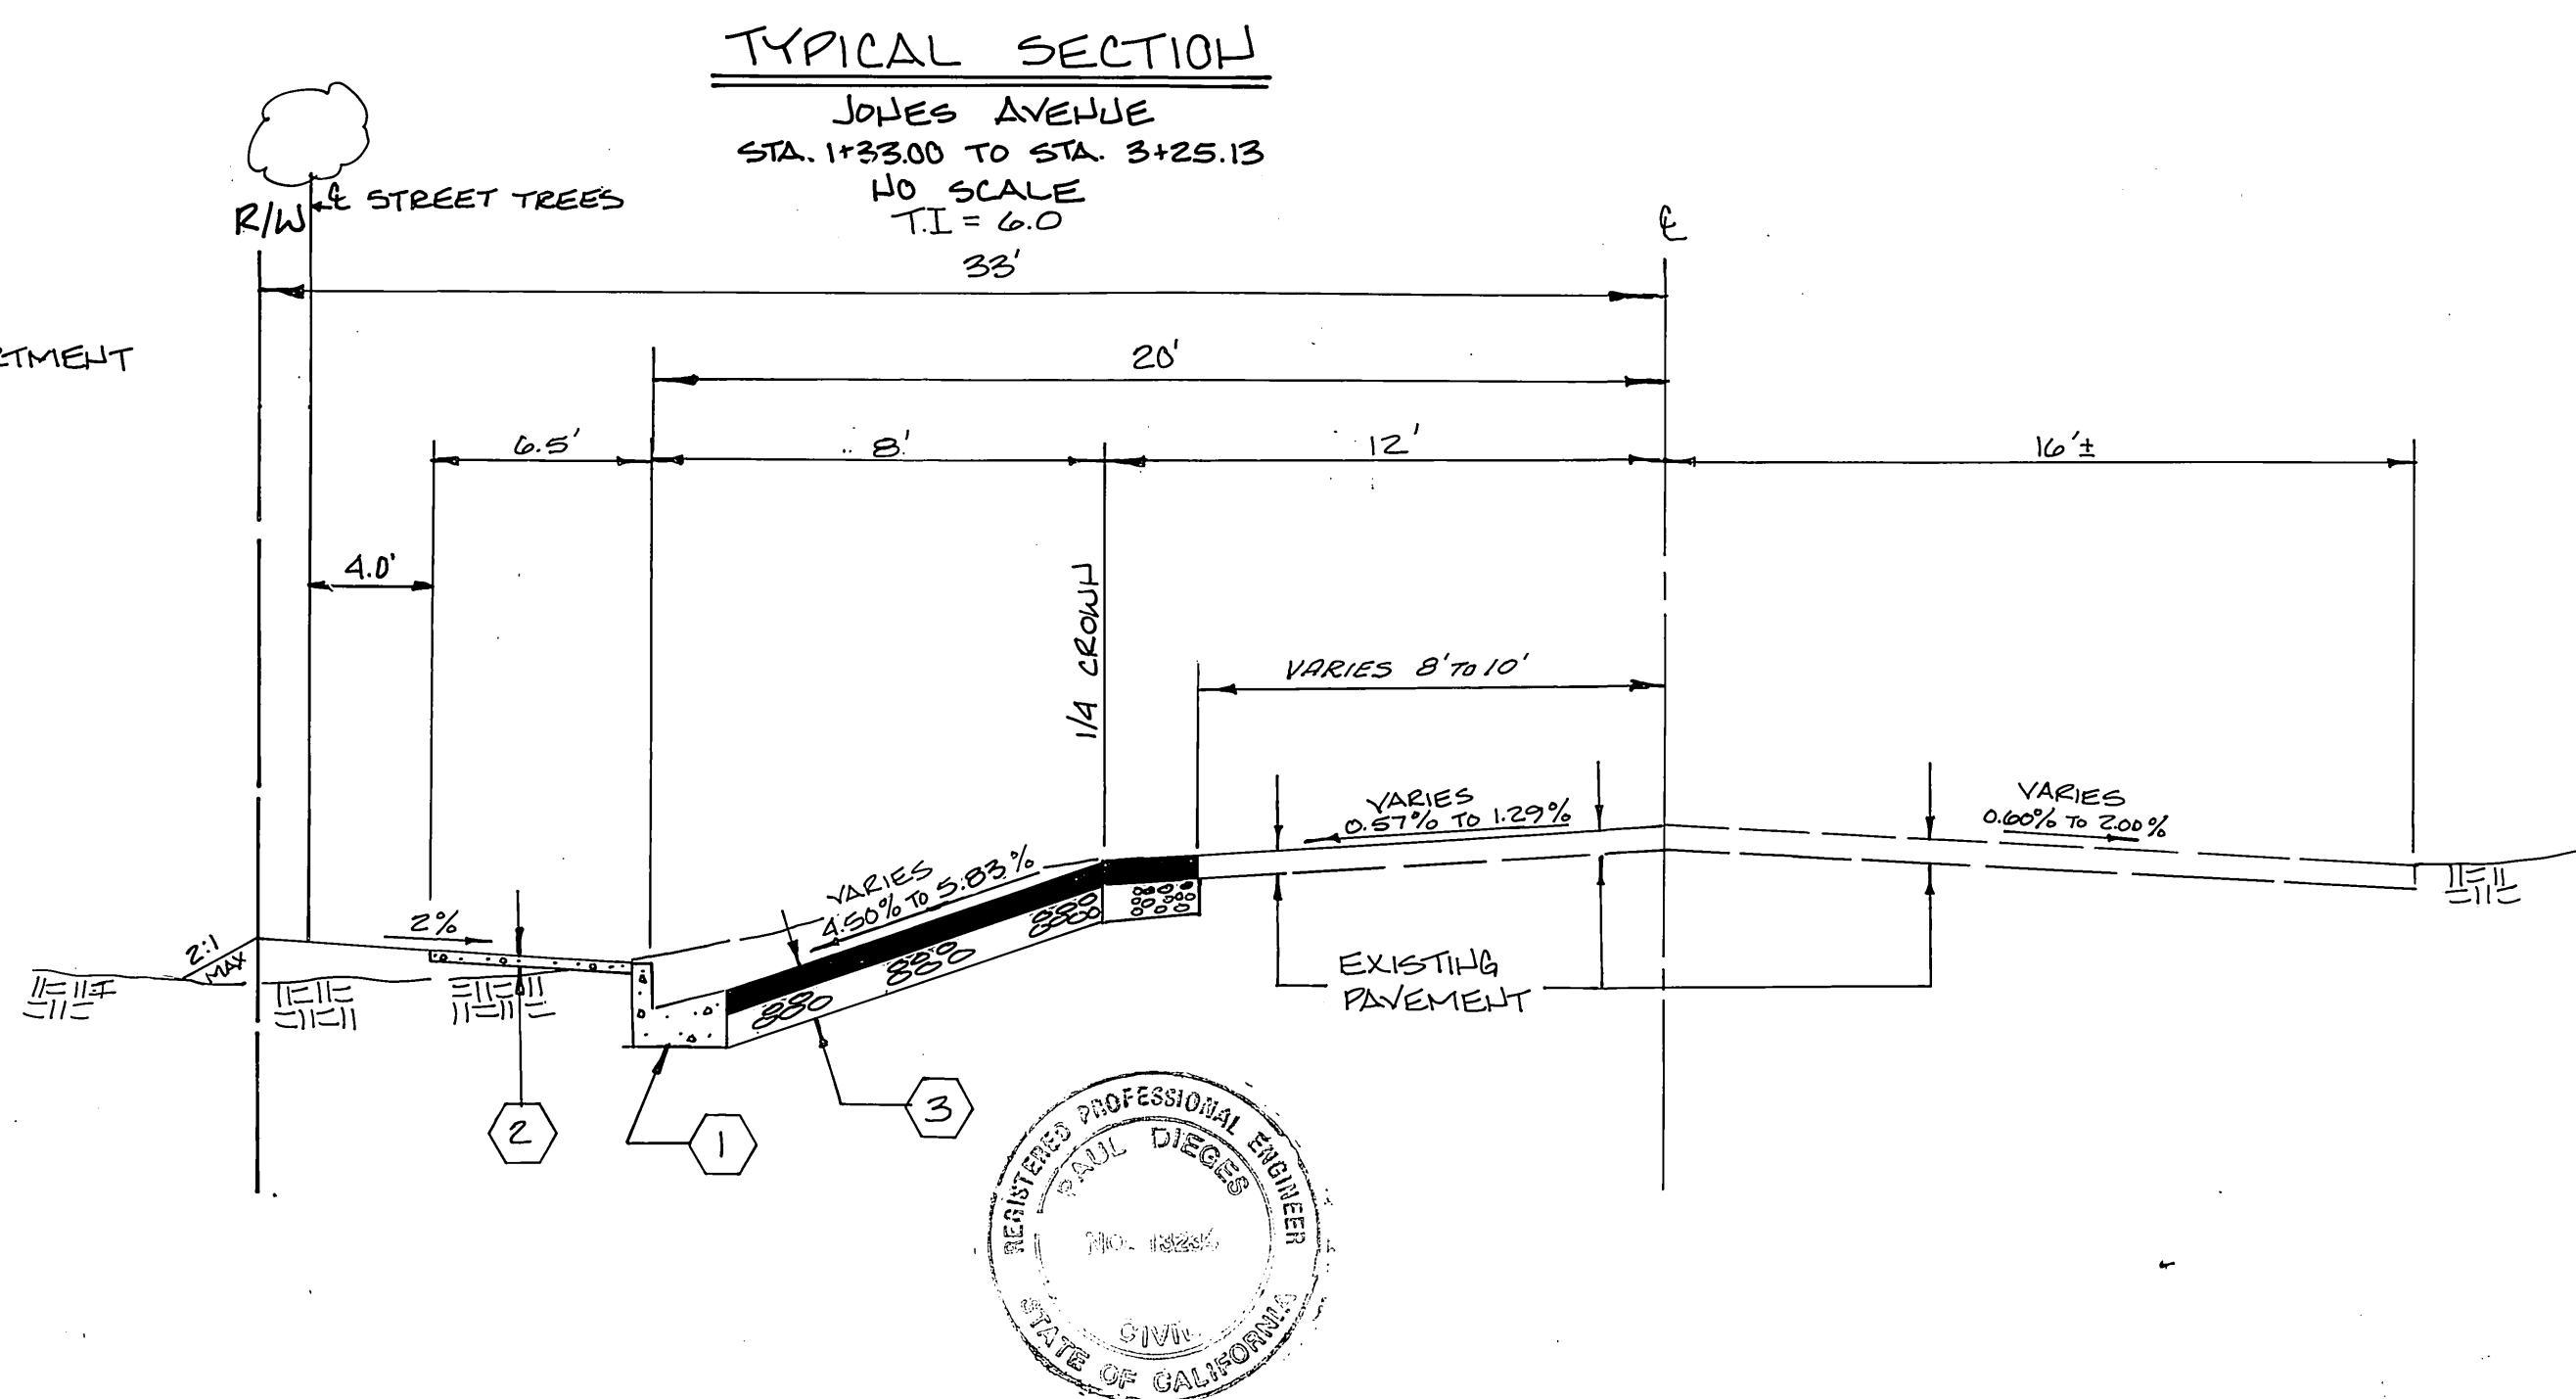 TYPICAL SECTION
JONES AVENUE
STA. 1+33.00 TO STA. 3+25.13
NO SCALE
T.I = 6.0
℄ STREET TREES
R/W
℄
33'
20'
6.5'
8'
12'
16'±
4.0'
1/4 CROWN
VARIES 8' TO 10'
VARIES
0.57% TO 1.29%
VARIES
0.60% TO 2.00%
VARIES
4.50% TO 5.83%
2%
2:1
MAX
EXISTING
PAVEMENT
2
1
3
REGISTERED PROFESSIONAL ENGINEER
PAUL DIEGES
NO.
CIVIL
STATE OF CALIFORNIA